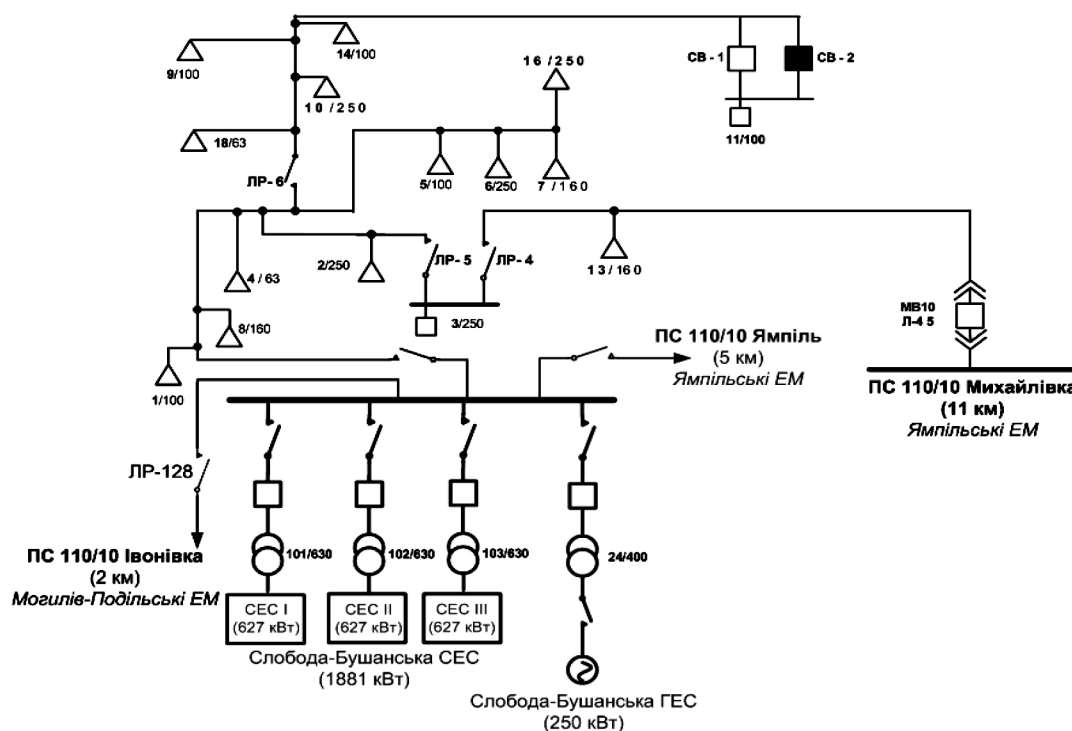 14/100
9/100
16/250
СВ - 1
СВ - 2
10/250
11/100
18/63
ЛР- 6
5/100
6/250
7/160
2/250
ЛР- 5
ЛР- 4
13/160
4/63
3/250
МВ10
Л-4 5
8/160
ПС 110/10 Ямпіль
(5 км)
Ямпільські ЕМ
1/100
ПС 110/10 Михайлівка
(11 км)
Ямпільські ЕМ
ЛР-128
ПС 110/10 Івонівка
(2 км)
Могилів-Подільські ЕМ
101/630
102/630
103/630
24/400
СЕС I
(627 кВт)
СЕС II
(627 кВт)
СЕС III
(627 кВт)
Слобода-Бушанська СЕС
(1881 кВт)
Слобода-Бушанська ГЕС
(250 кВт)